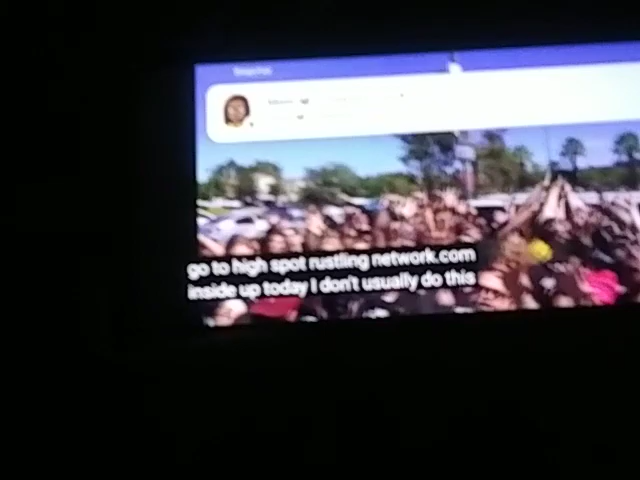 go to high spot rustling network.com
inside up today I don't usually do this